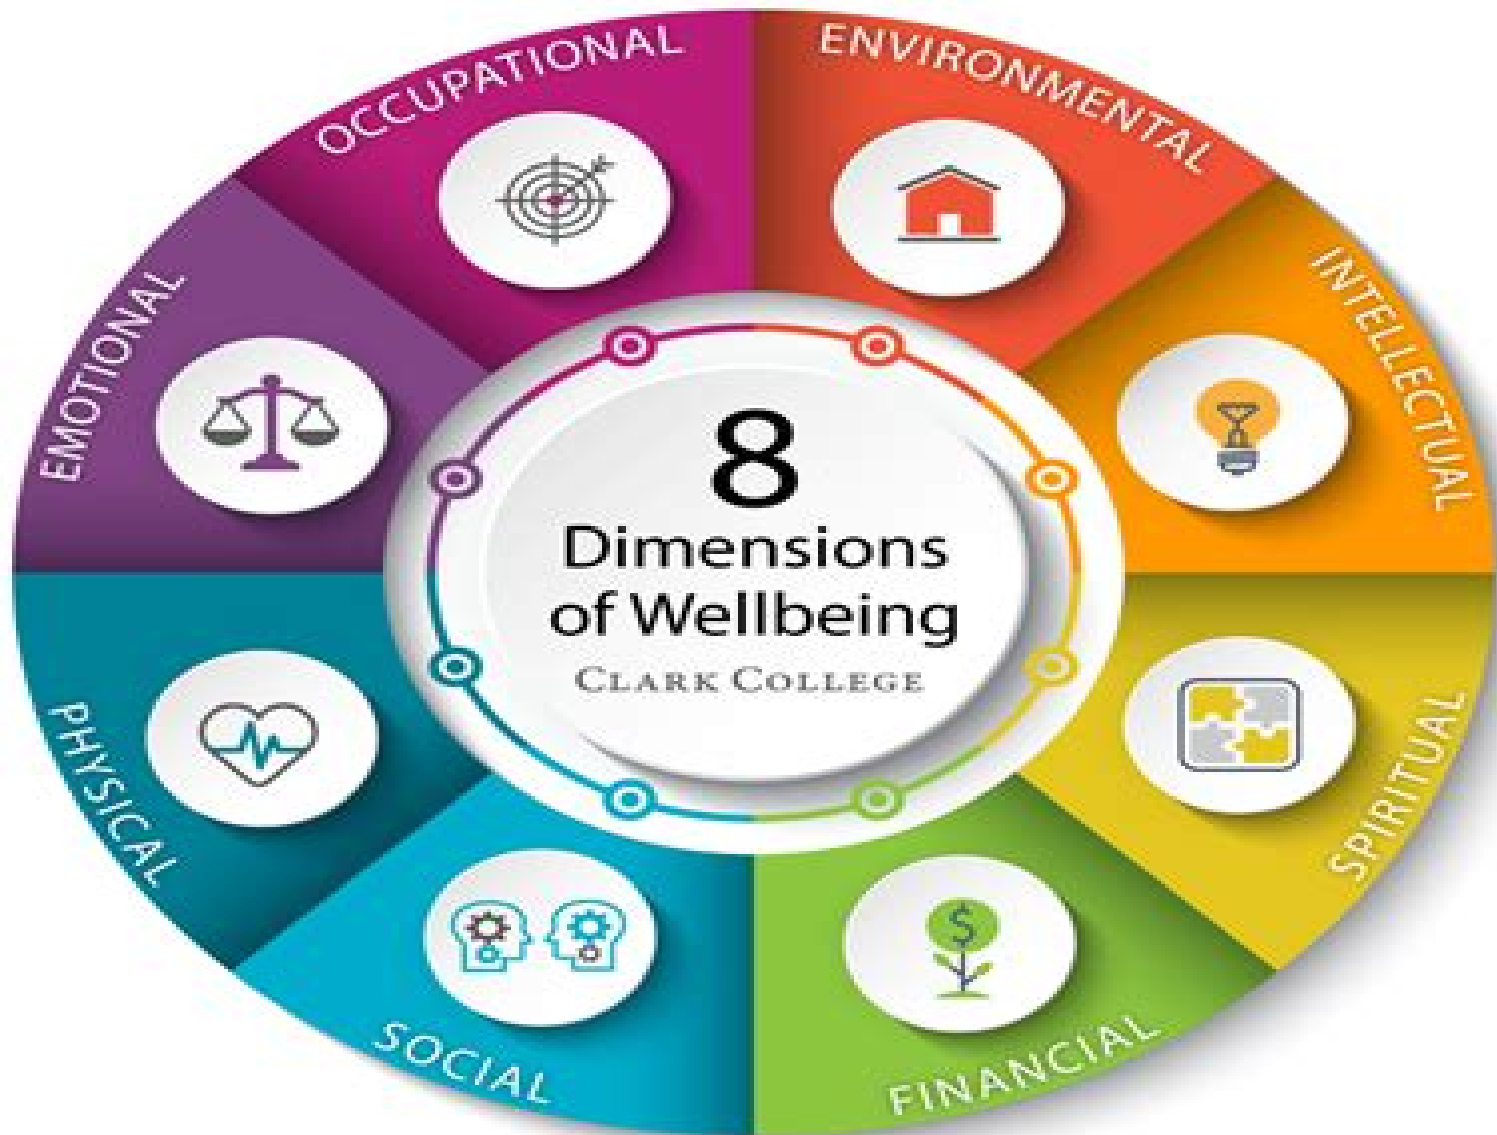 8
Dimensions
of Wellbeing
CLARK COLLEGE
OCCUPATIONAL
ENVIRONMENTAL
INTELLECTUAL
SPIRITUAL
FINANCIAL
SOCIAL
PHYSICAL
EMOTIONAL
$